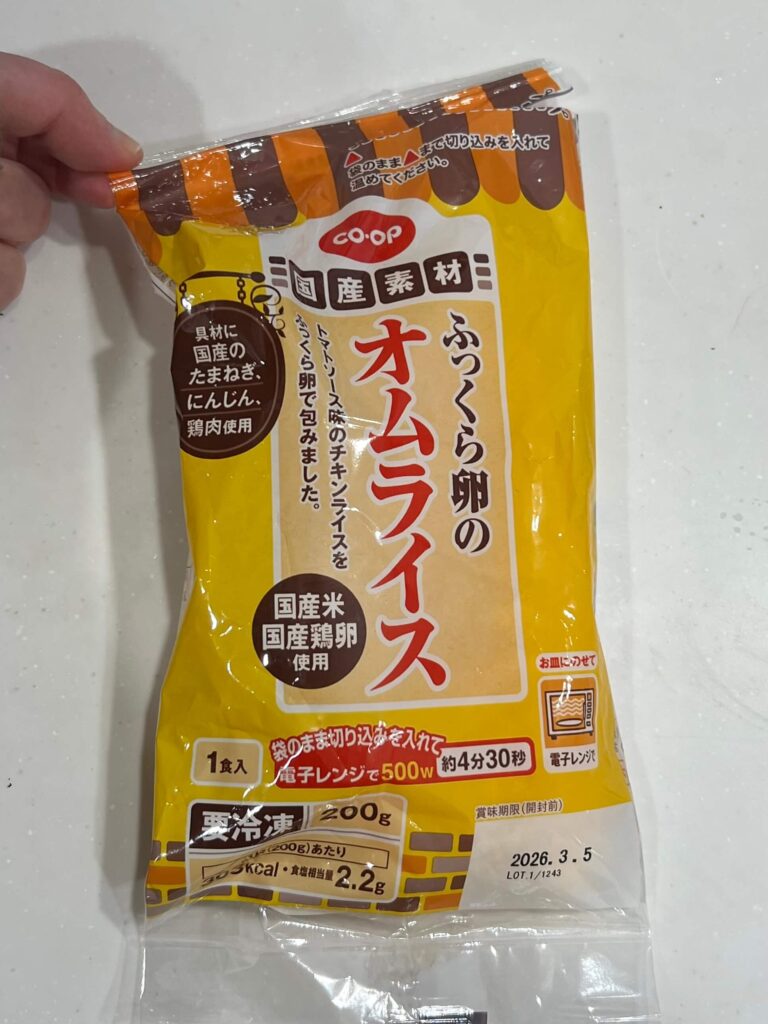 ▲袋のまま▲まで切り込みを入れて
温めてください。
CO・OP
国産素材
ふっくら卵の
オムライス
トマトソース味のチキンライスを
ふっくら卵で包みました。
具材に
国産の
たまねぎ、
にんじん、
鶏肉使用
国産米
国産鶏卵
使用
お皿にのせて
電子レンジで
1食入
袋のまま切り込みを入れて
電子レンジで500W 約4分30秒
要冷凍 200g
(200g)あたり
kcal・食塩相当量2.2g
賞味期限(開封前)
2026.3.5
LOT.1/1243